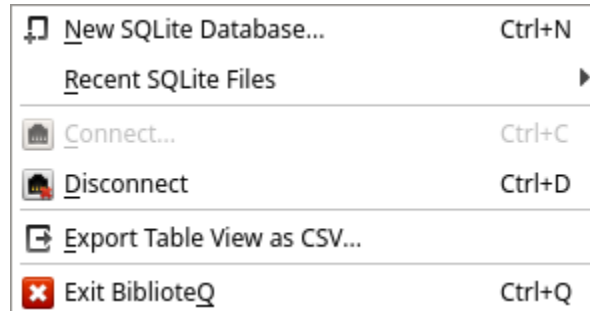 New SQLite Database... Ctrl+N
Recent SQLite Files
Connect... Ctrl+C
Disconnect Ctrl+D
Export Table View as CSV...
Exit BiblioteQ Ctrl+Q